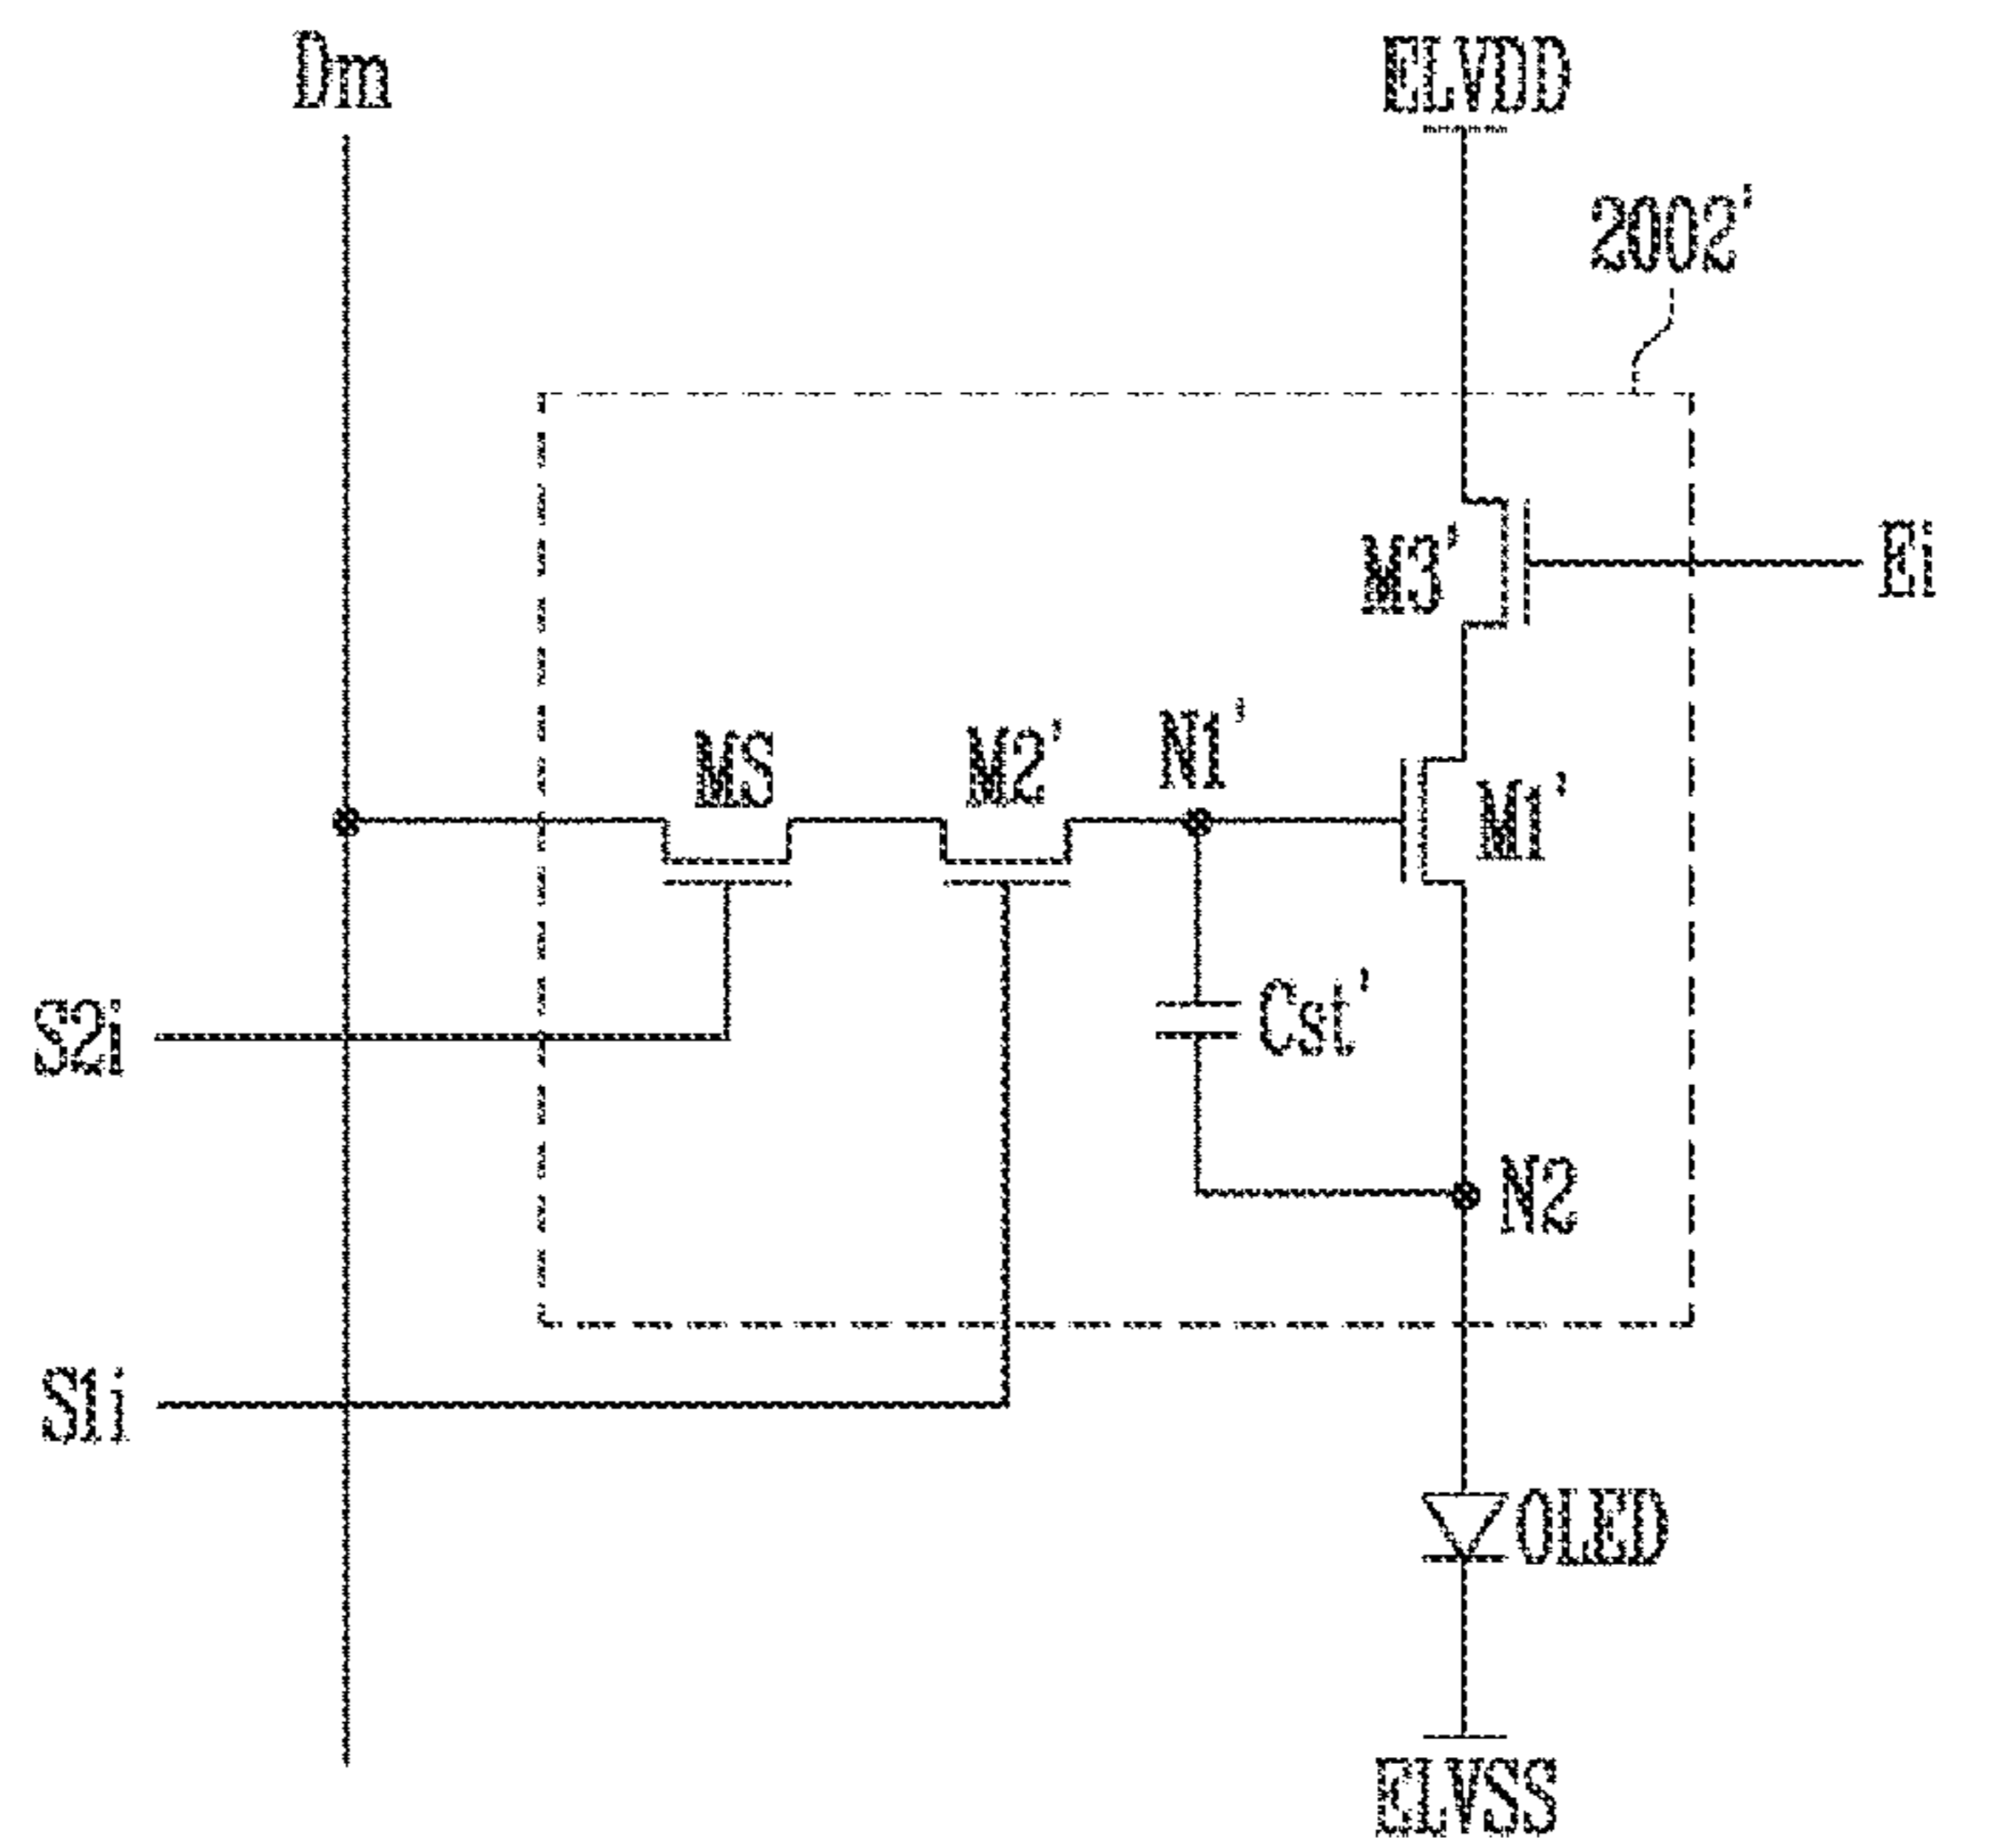 Dm
ELVDD
2002'
M3'
Ei
MS
M2'
N1'
M1'
S2i
Cst'
N2
S1i
OLED
ELVSS